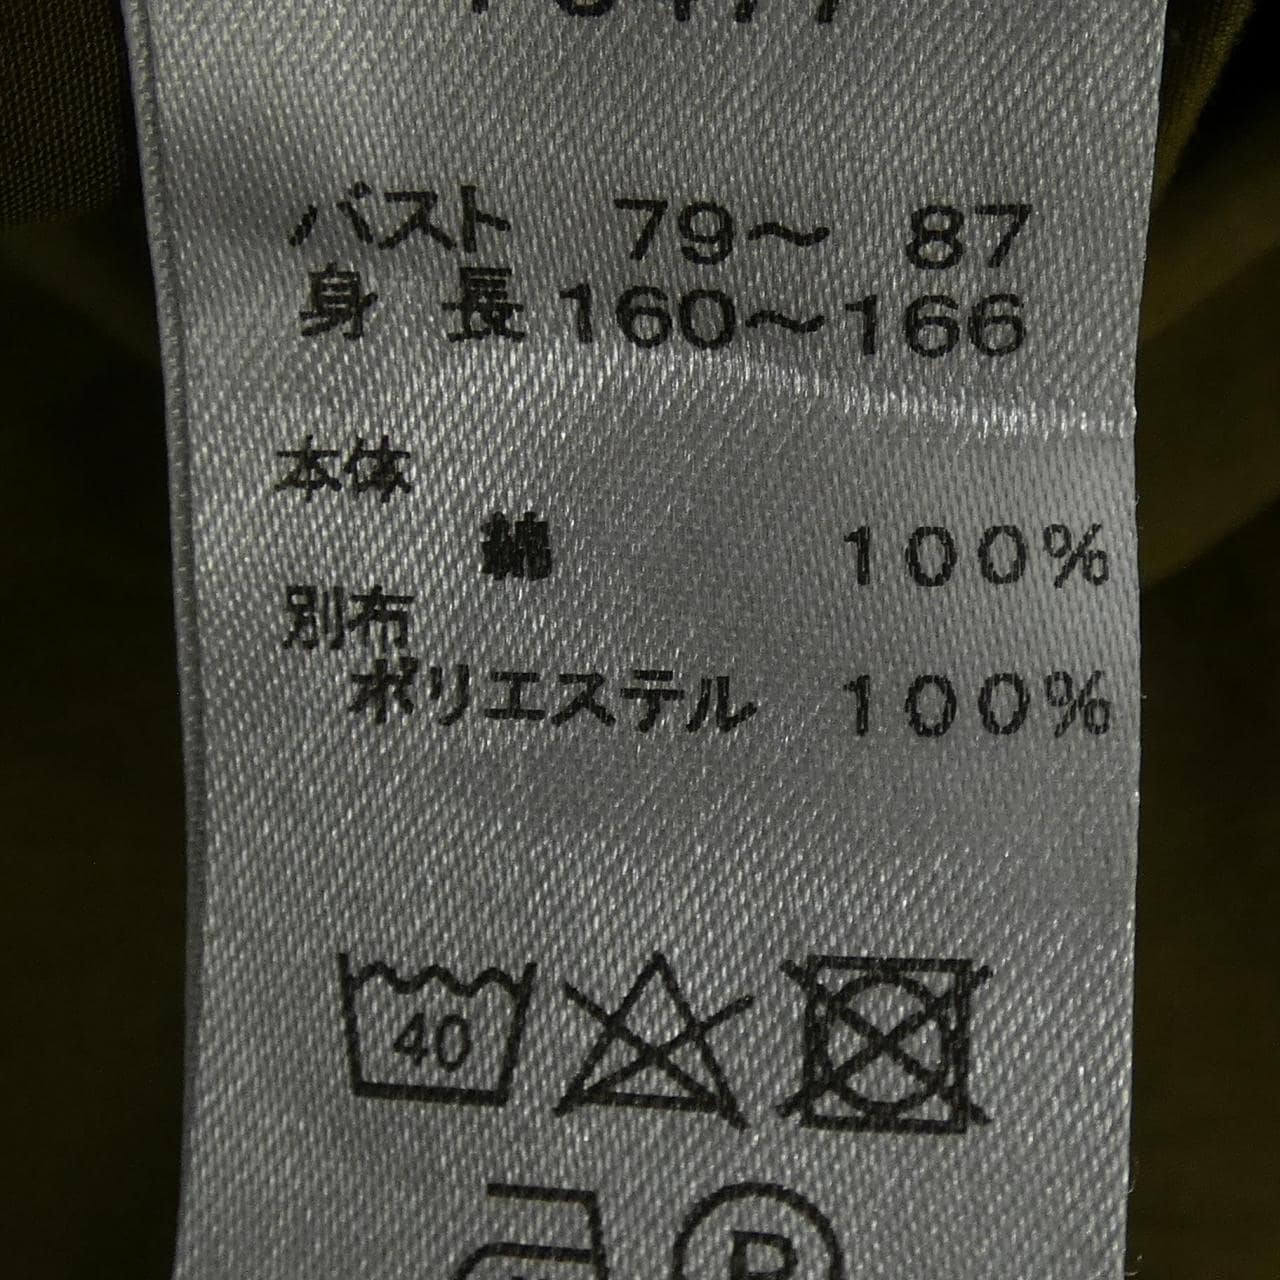 バスト 79～ 87
身 長 160～166
本体
綿 100%
別布
ポリエステル 100%
40
P